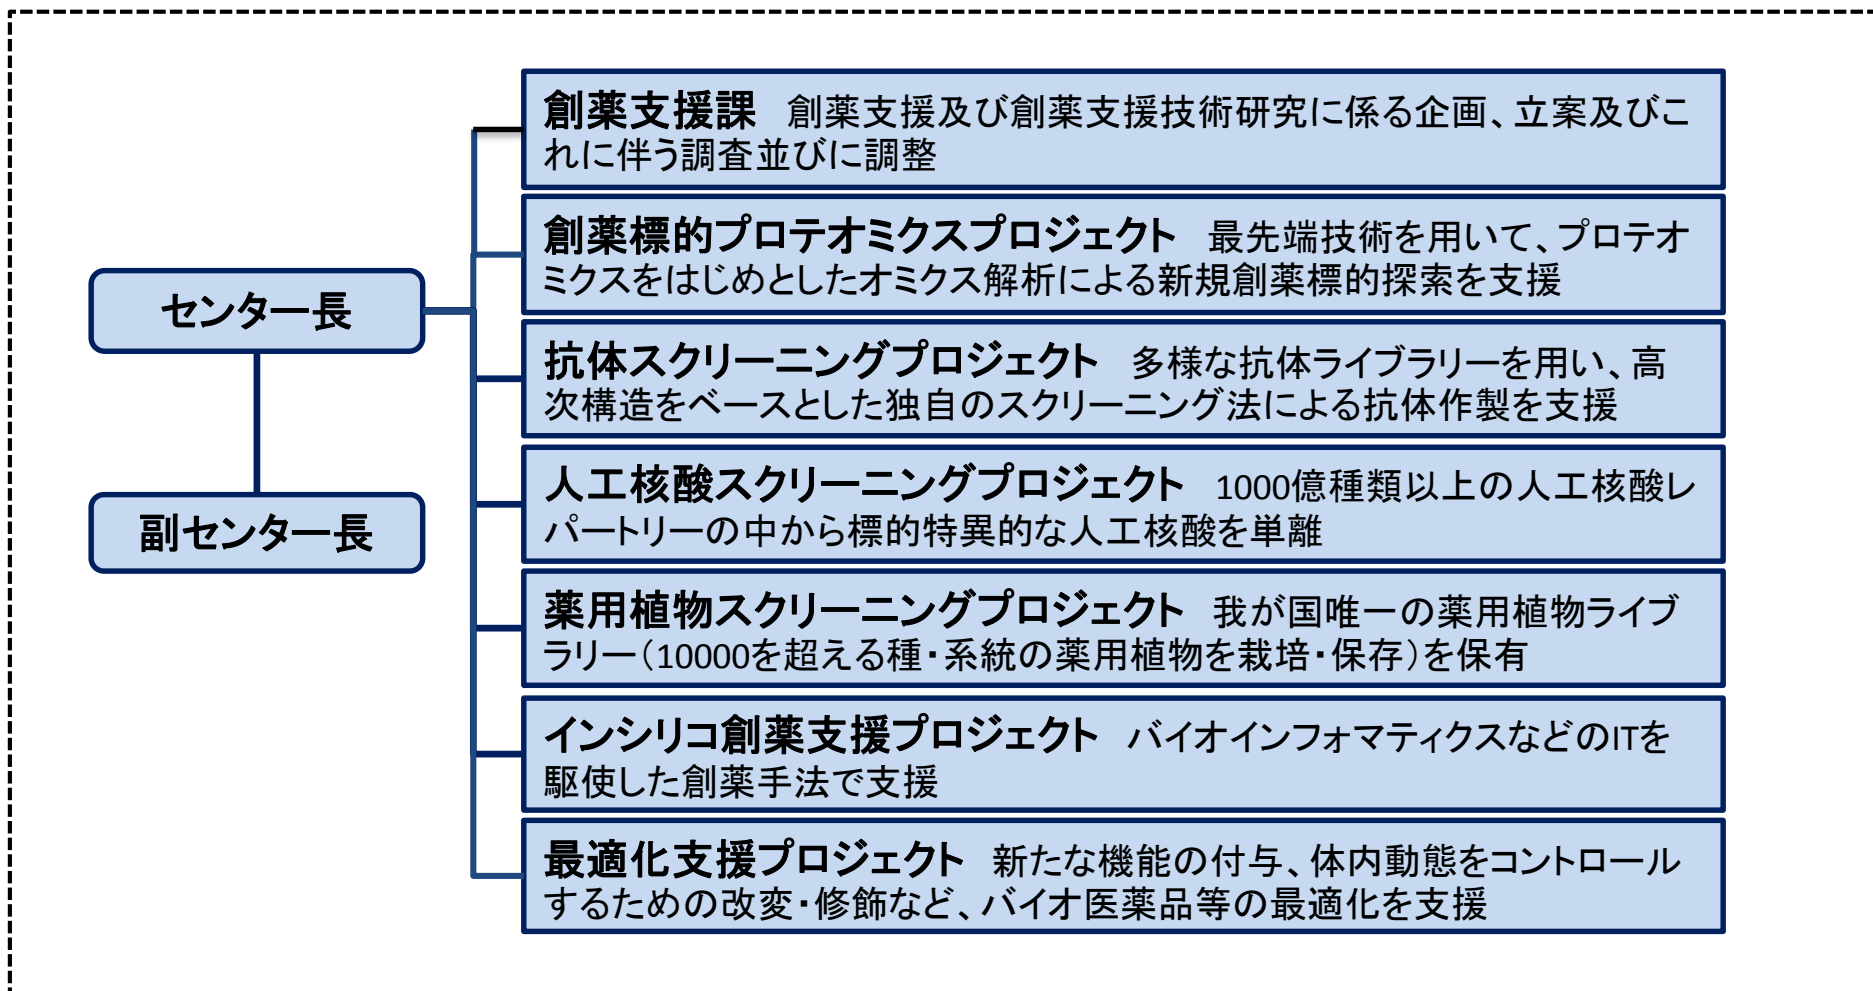 センター長
副センター長
創薬支援課　創薬支援及び創薬支援技術研究に係る企画、立案及びこ
れに伴う調査並びに調整
創薬標的プロテオミクスプロジェクト　最先端技術を用いて、プロテオ
ミクスをはじめとしたオミクス解析による新規創薬標的探索を支援
抗体スクリーニングプロジェクト　多様な抗体ライブラリーを用い、高
次構造をベースとした独自のスクリーニング法による抗体作製を支援
人工核酸スクリーニングプロジェクト　1000億種類以上の人工核酸レ
パートリーの中から標的特異的な人工核酸を単離
薬用植物スクリーニングプロジェクト　我が国唯一の薬用植物ライブ
ラリー（10000を超える種・系統の薬用植物を栽培・保存）を保有
インシリコ創薬支援プロジェクト　バイオインフォマティクスなどのITを
駆使した創薬手法で支援
最適化支援プロジェクト　新たな機能の付与、体内動態をコントロール
するための改変・修飾など、バイオ医薬品等の最適化を支援